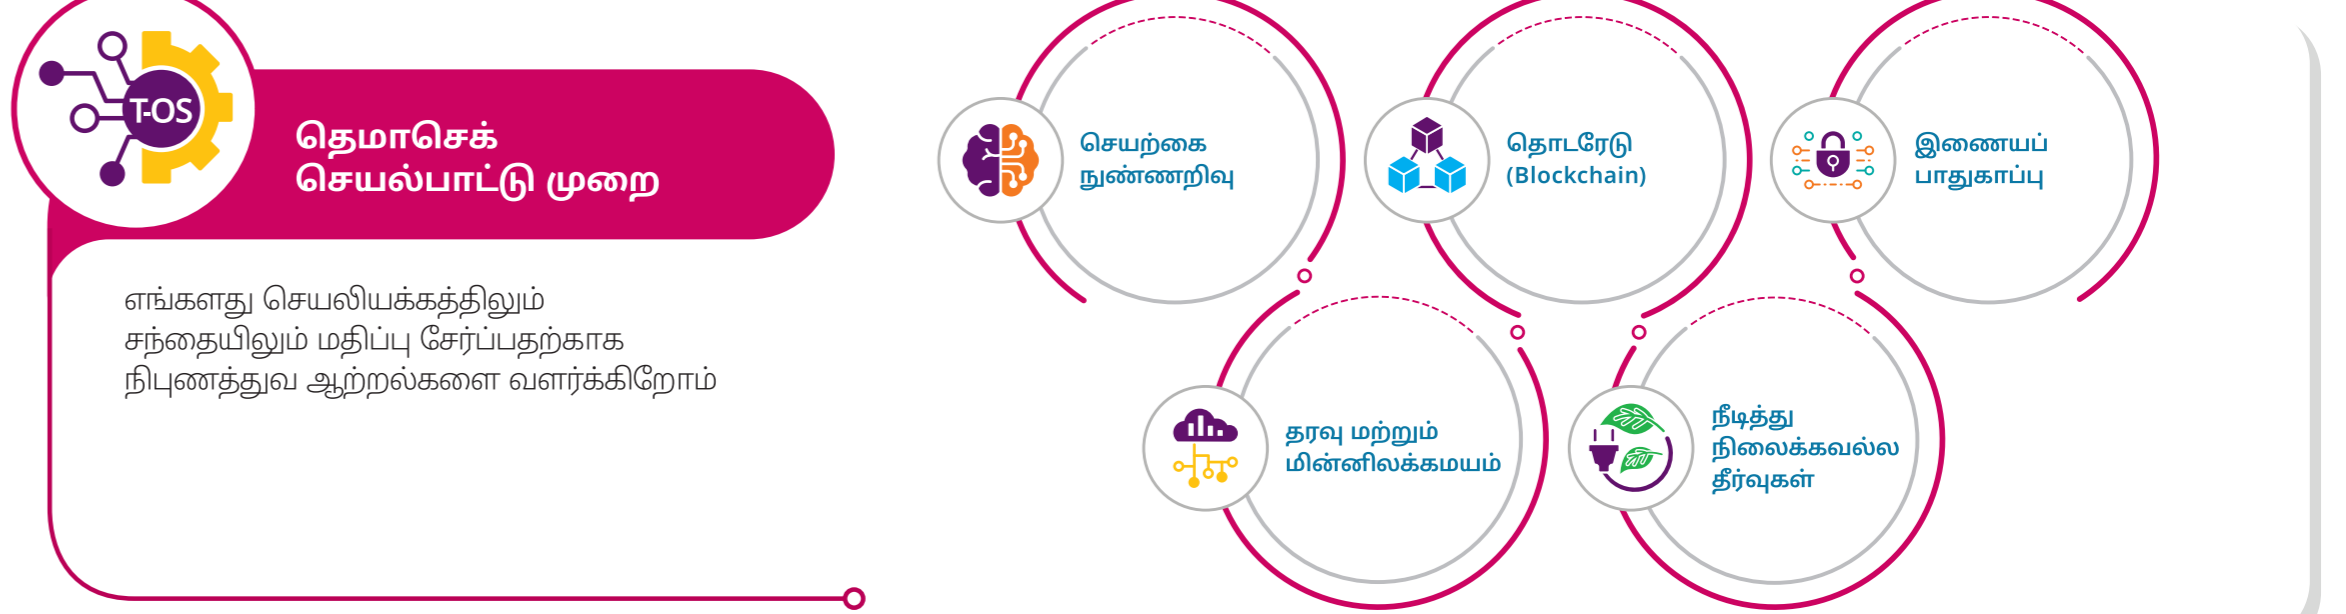 T-OS
தெமாசெக்
செயல்பாட்டு முறை
எங்களது செயலியக்கத்திலும்
சந்தையிலும் மதிப்பு சேர்ப்பதற்காக
நிபுணத்துவ ஆற்றல்களை வளர்க்கிறோம்
செயற்கை
நுண்ணறிவு
தொடரேடு
(Blockchain)
இணையப்
பாதுகாப்பு
தரவு மற்றும்
மின்னிலக்கமயம்
நீடித்து
நிலைக்கவல்ல
தீர்வுகள்